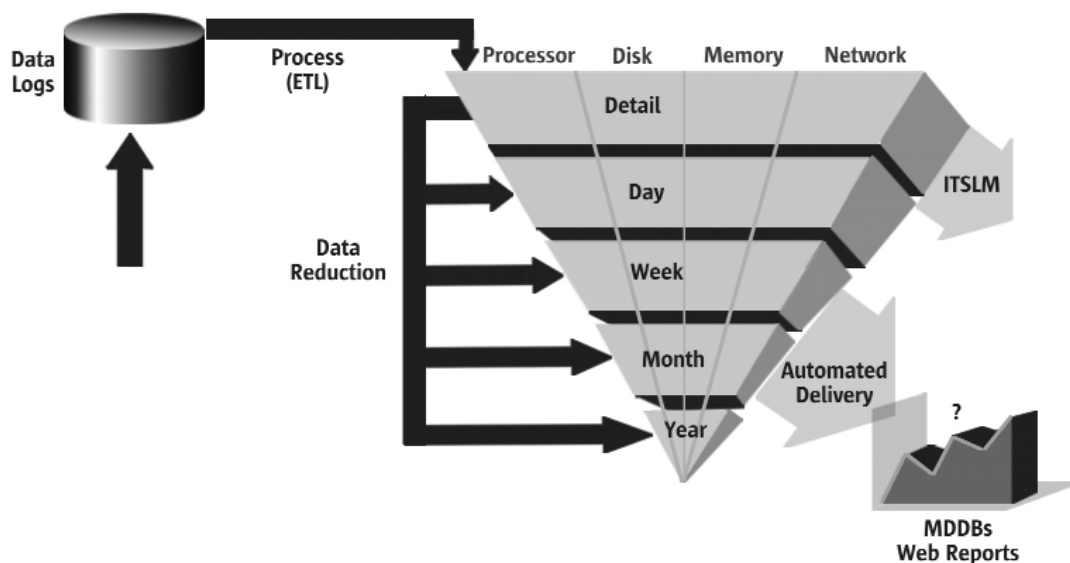 Data
Logs
Process
(ETL)
Processor Disk Memory Network
Detail
Day
Week
Month
Year
Data
Reduction
ITSLM
Automated
Delivery
?
MDDBs
Web Reports